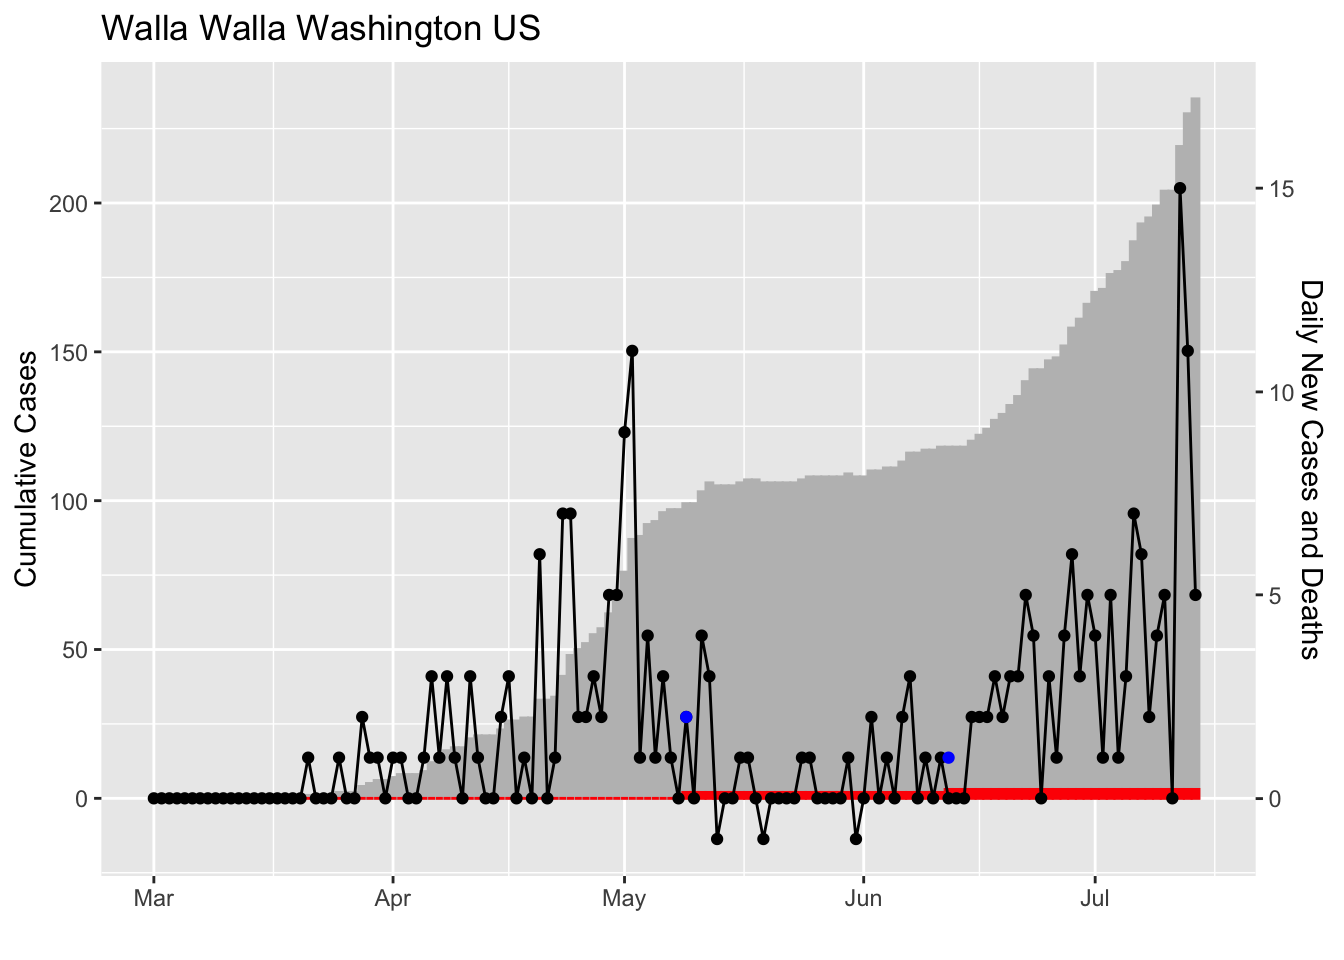 Walla Walla Washington US
Cumulative Cases
200
150
100
50
0
15
10
5
0
Daily New Cases and Deaths
Mar
Apr
May
Jun
Jul